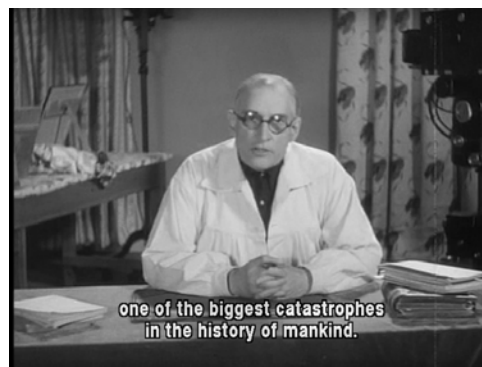 one of the biggest catastrophes
in the history of mankind.